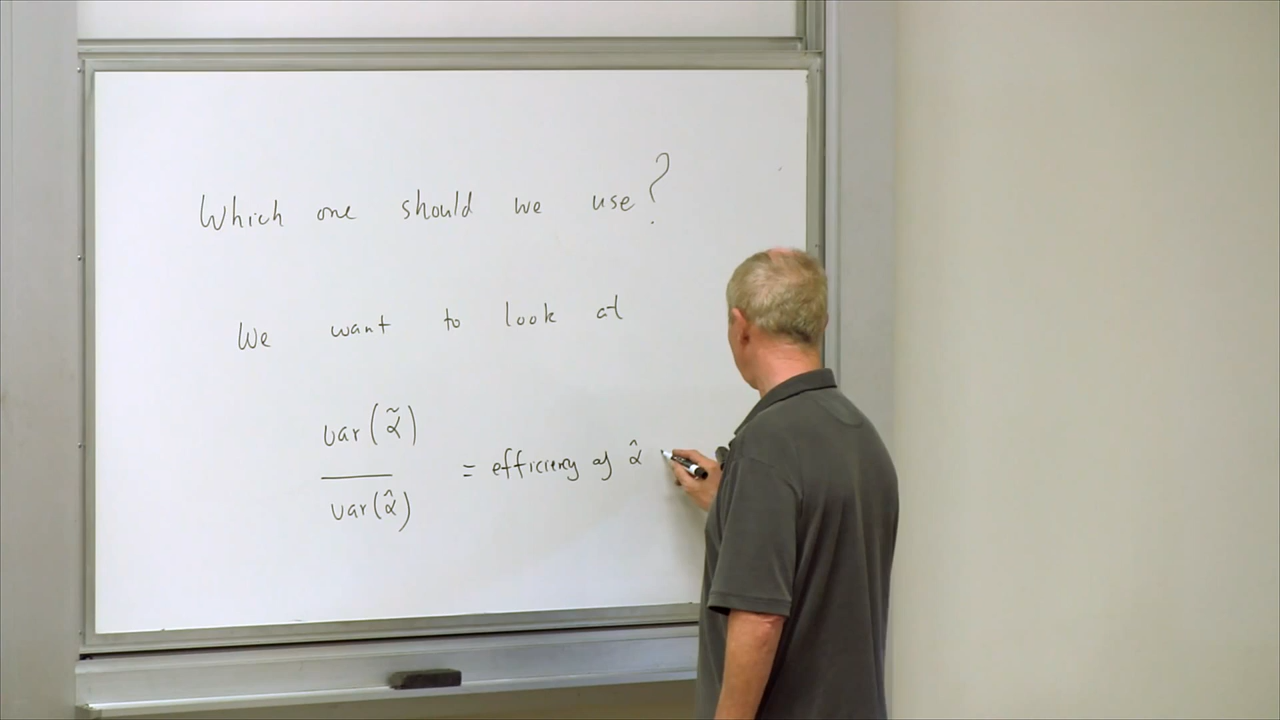 Which one should we use?
We want to look at
var(α̃)
var(α̂)
= efficiency of α̂